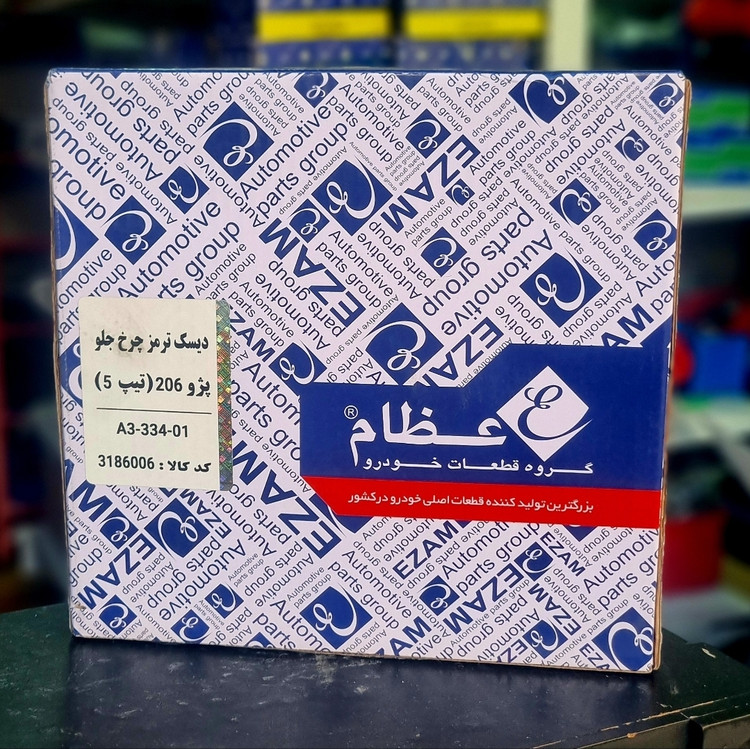 دیسک ترمز چرخ جلو
پژو 206 (تیپ 5)
A3-334-01
کد کالا : 3186006
عظام ®
گروه قطعات خودرو
بزرگترین تولید کننده قطعات اصلی خودرو درکشور
EZAM
Automotive
parts group